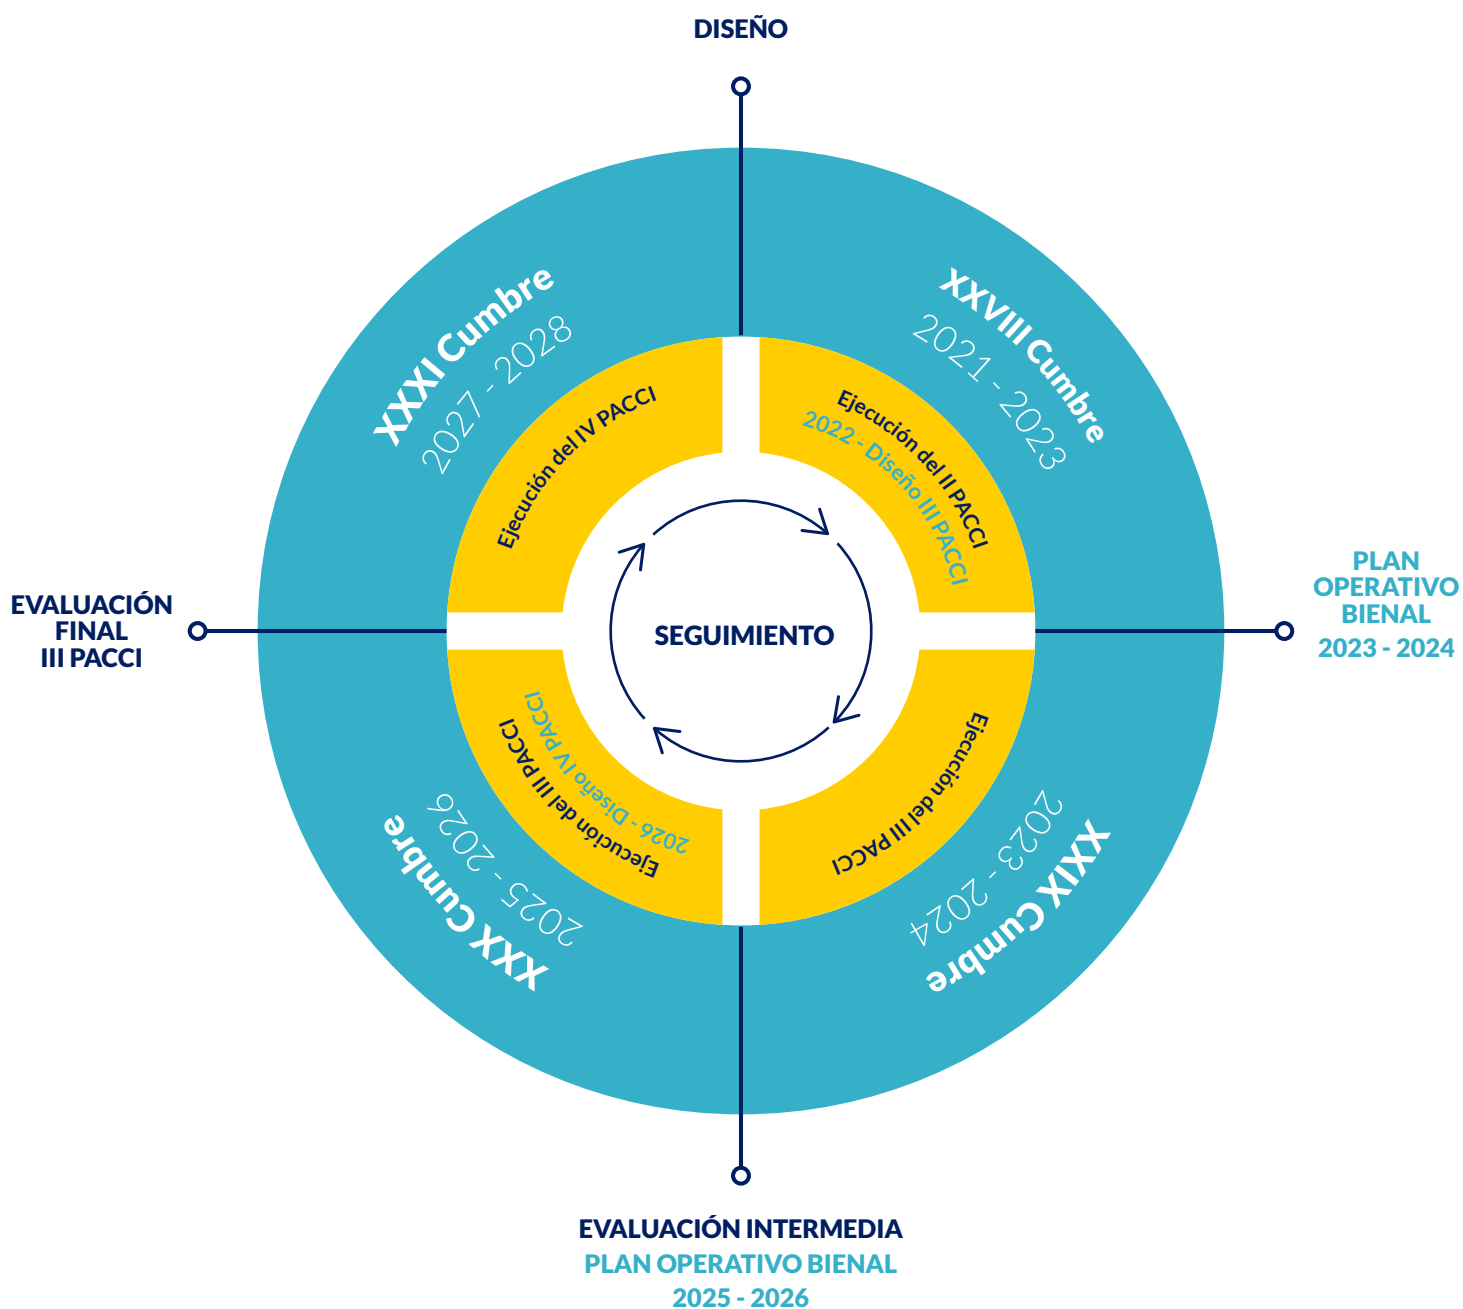 DISEÑO
XXVIII Cumbre
2021 - 2023
Ejecución del II PACCI
2022 - Diseño III PACCI
PLAN
OPERATIVO
BIENAL
2023 - 2024
XXIX Cumbre
2023 - 2024
Ejecución del III PACCI
EVALUACIÓN INTERMEDIA
PLAN OPERATIVO BIENAL
2025 - 2026
XXX Cumbre
2025 - 2026
Ejecución del III PACCI
2026 - Diseño IV PACCI
EVALUACIÓN
FINAL
III PACCI
XXXI Cumbre
2027 - 2028
Ejecución del IV PACCI
SEGUIMIENTO